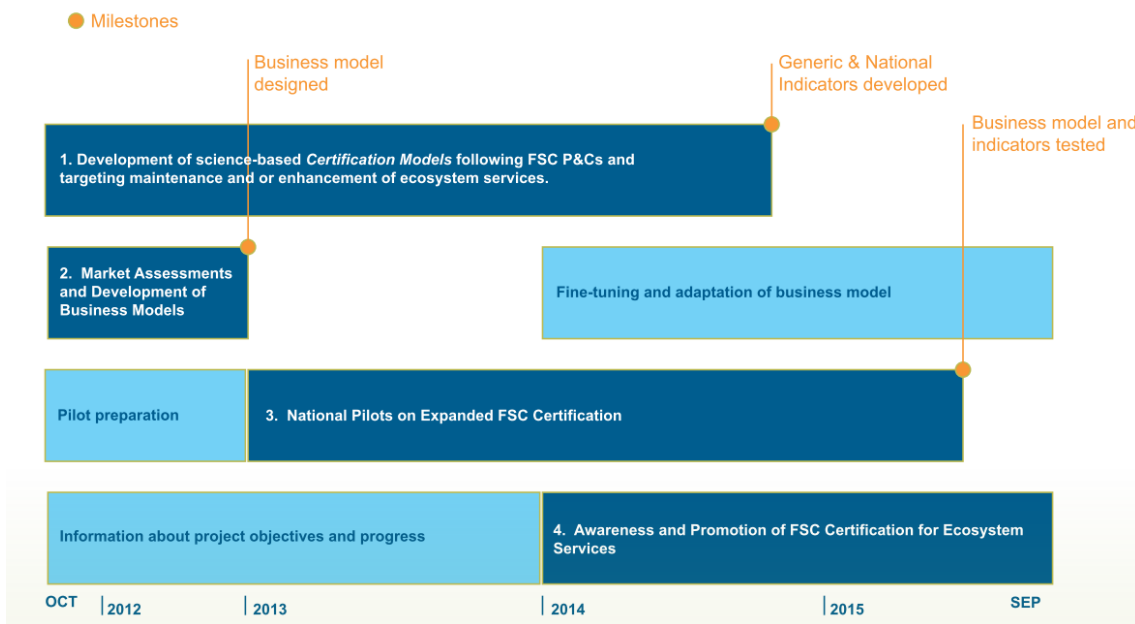 Milestones
Business model
designed
Generic & National
Indicators developed
Business model and
indicators tested
1. Development of science-based Certification Models following FSC P&Cs and
targeting maintenance and or enhancement of ecosystem services.
2. Market Assessments
and Development of
Business Models
Fine-tuning and adaptation of business model
Pilot preparation
3. National Pilots on Expanded FSC Certification
Information about project objectives and progress
4. Awareness and Promotion of FSC Certification for Ecosystem
Services
OCT
2012
2013
2014
2015
SEP